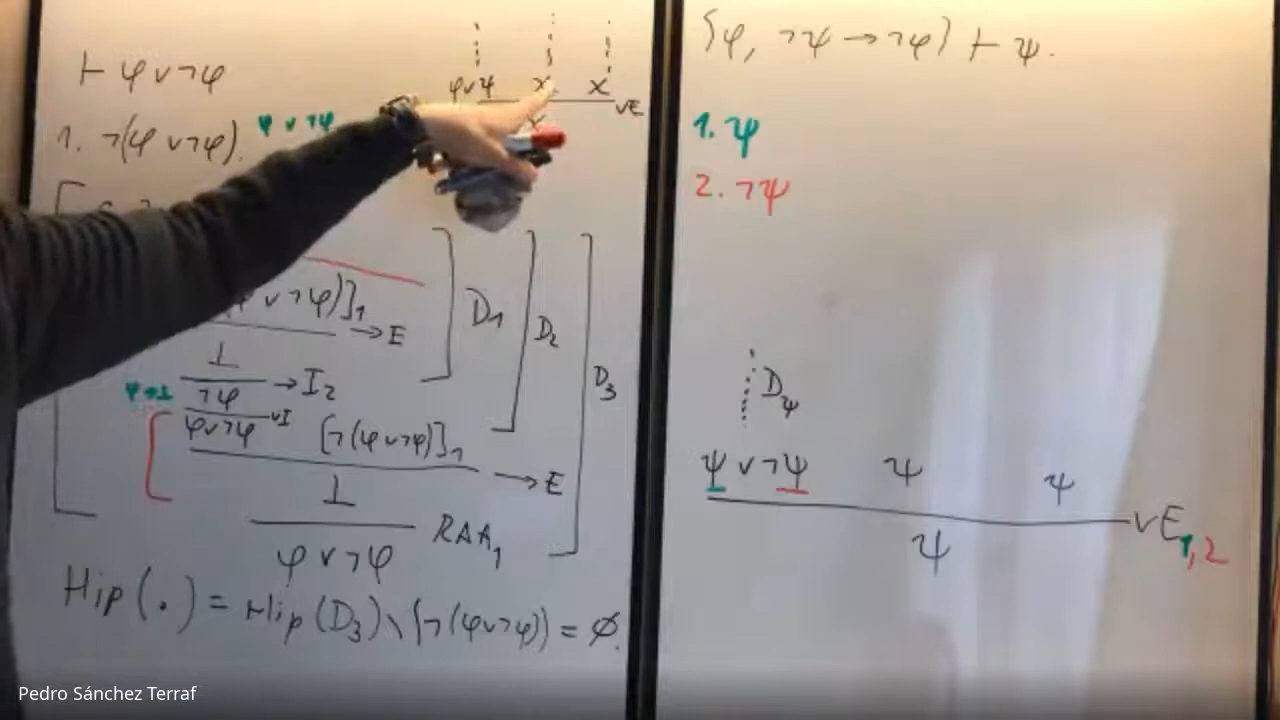 ⊢ φ∨¬φ
φ∨ψ χ χ
∨E
1. ¬(φ∨¬φ). φ∨¬φ
∨¬φ)]₁ →E
D₁
D₂
D₃
⊥
→I₂
φ→⊥ ¬φ
φ∨¬φ ∨I [¬(φ∨¬φ)]₁
→E
⊥
RAA₁
φ∨¬φ
Hip(.) = Hip(D₃)\{¬(φ∨¬φ)} = ∅.
{φ, ¬ψ→¬φ} ⊢ ψ.
1. ψ
2. ¬ψ
D_ψ
ψ∨¬ψ ψ ψ
∨E₁,₂
ψ
Pedro Sánchez Terraf